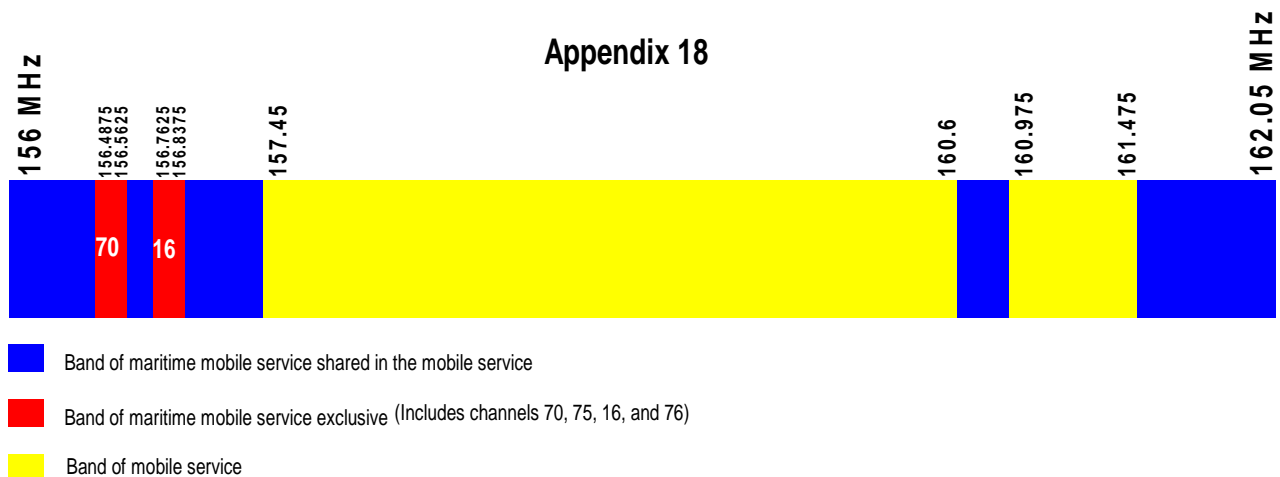 Appendix 18
156 MHz
156.4875
156.5625
156.7625
156.8375
157.45
160.6
160.975
161.475
162.05 MHz
70
16
Band of maritime mobile service shared in the mobile service
Band of maritime mobile service exclusive (Includes channels 70, 75, 16, and 76)
Band of mobile service